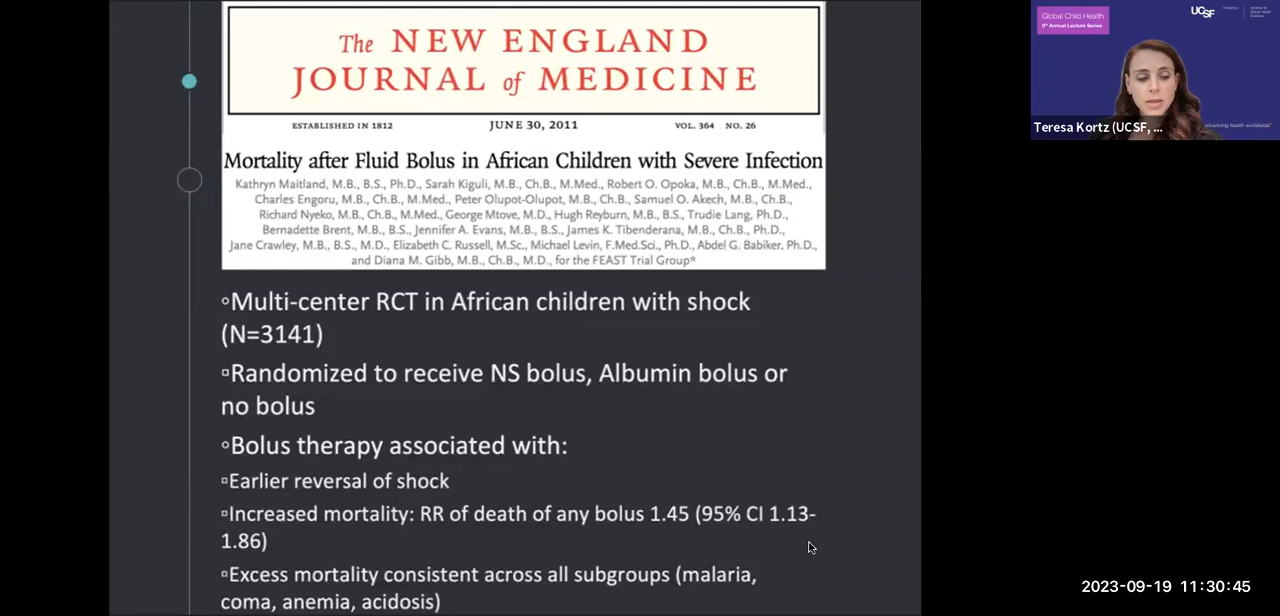 The NEW ENGLAND
JOURNAL of MEDICINE
ESTABLISHED IN 1812 JUNE 30, 2011 VOL. 364 NO. 26
Mortality after Fluid Bolus in African Children with Severe Infection
Kathryn Maitland, M.B., B.S., Ph.D., Sarah Kiguli, M.B., Ch.B., M.Med., Robert O. Opoka, M.B., Ch.B., M.Med.,
Charles Engoru, M.B., Ch.B., M.Med., Peter Olupot-Olupot, M.B., Ch.B., Samuel O. Akech, M.B., Ch.B.,
Richard Nyeko, M.B., Ch.B., M.Med., George Mtove, M.D., Hugh Reyburn, M.B., B.S., Trudie Lang, Ph.D.,
Bernadette Brent, M.B., B.S., Jennifer A. Evans, M.B., B.S., James K. Tibenderana, M.B., Ch.B., Ph.D.,
Jane Crawley, M.B., B.S., M.D., Elizabeth C. Russell, M.Sc., Michael Levin, F.Med.Sci., Ph.D., Abdel G. Babiker, Ph.D.,
and Diana M. Gibb, M.B., Ch.B., M.D., for the FEAST Trial Group*
◦Multi-center RCT in African children with shock
(N=3141)
▫Randomized to receive NS bolus, Albumin bolus or
no bolus
◦Bolus therapy associated with:
▫Earlier reversal of shock
▫Increased mortality: RR of death of any bolus 1.45 (95% CI 1.13-
1.86)
▫Excess mortality consistent across all subgroups (malaria,
coma, anemia, acidosis)
Global Child Health
9th Annual Lecture Series
UCSF
Teresa Kortz (UCSF, ...
advancing health worldwide
2023-09-19 11:30:45